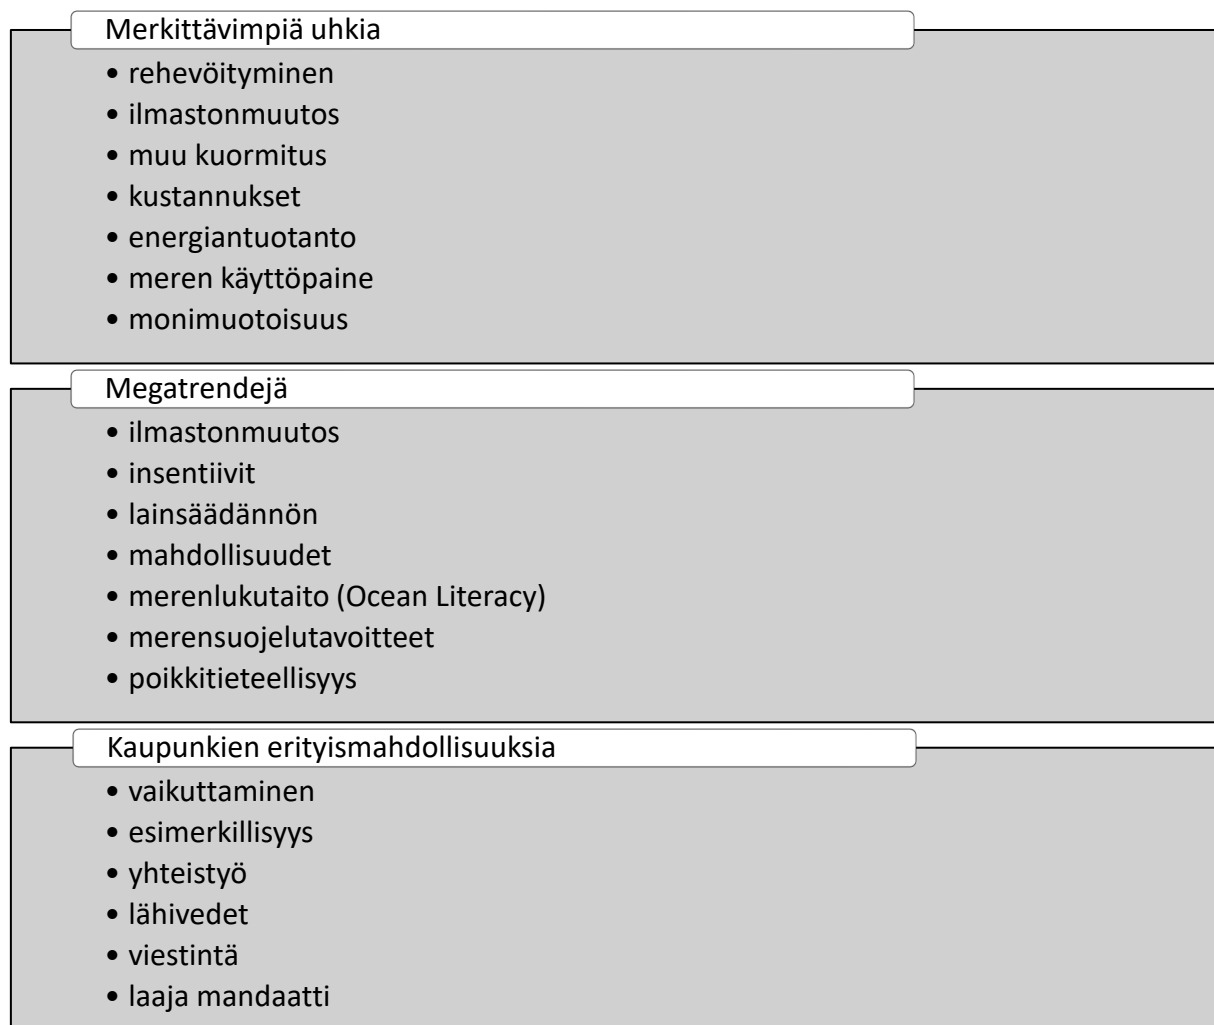 Merkittävimpiä uhkia
• rehevöityminen
• ilmastonmuutos
• muu kuormitus
• kustannukset
• energiantuotanto
• meren käyttöpaine
• monimuotoisuus
Megatrendejä
• ilmastonmuutos
• insentiivit
• lainsäädännön
• mahdollisuudet
• merenlukutaito (Ocean Literacy)
• merensuojelutavoitteet
• poikkitieteellisyys
Kaupunkien erityismahdollisuuksia
• vaikuttaminen
• esimerkillisyys
• yhteistyö
• lähivedet
• viestintä
• laaja mandaatti